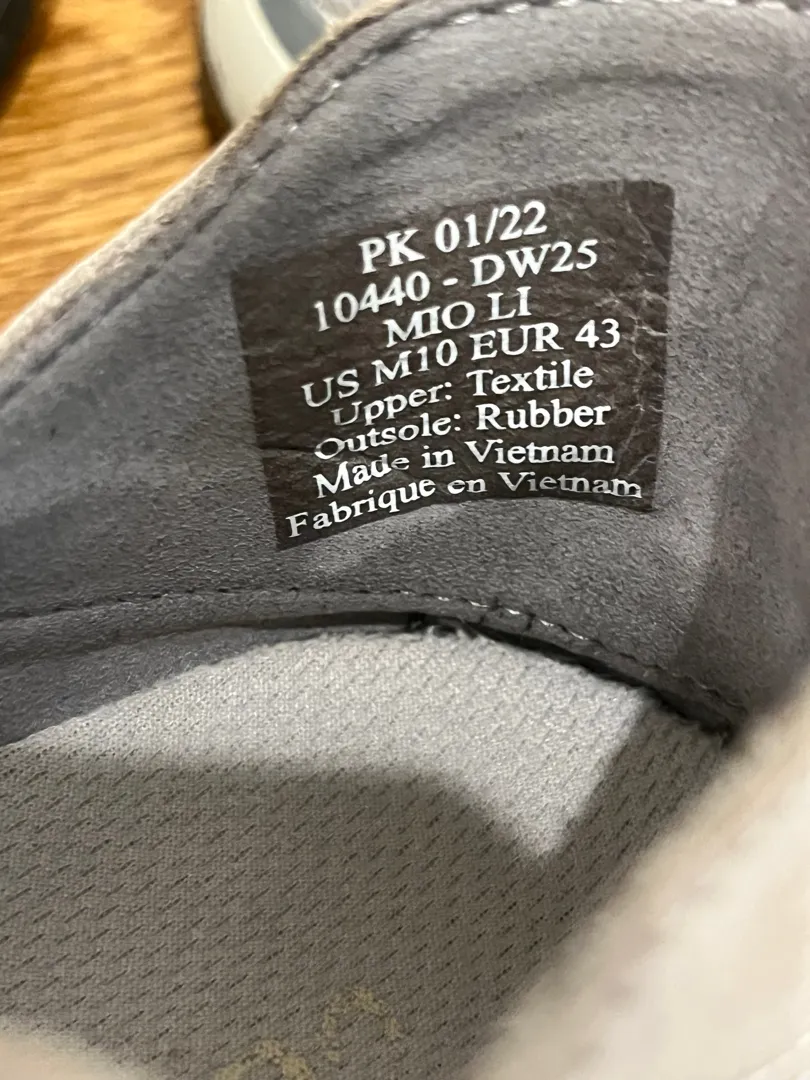 PK 01/22
10440 - DW25
MIO LI
US M10 EUR 43
Upper: Textile
Outsole: Rubber
Made in Vietnam
Fabrique en Vietnam